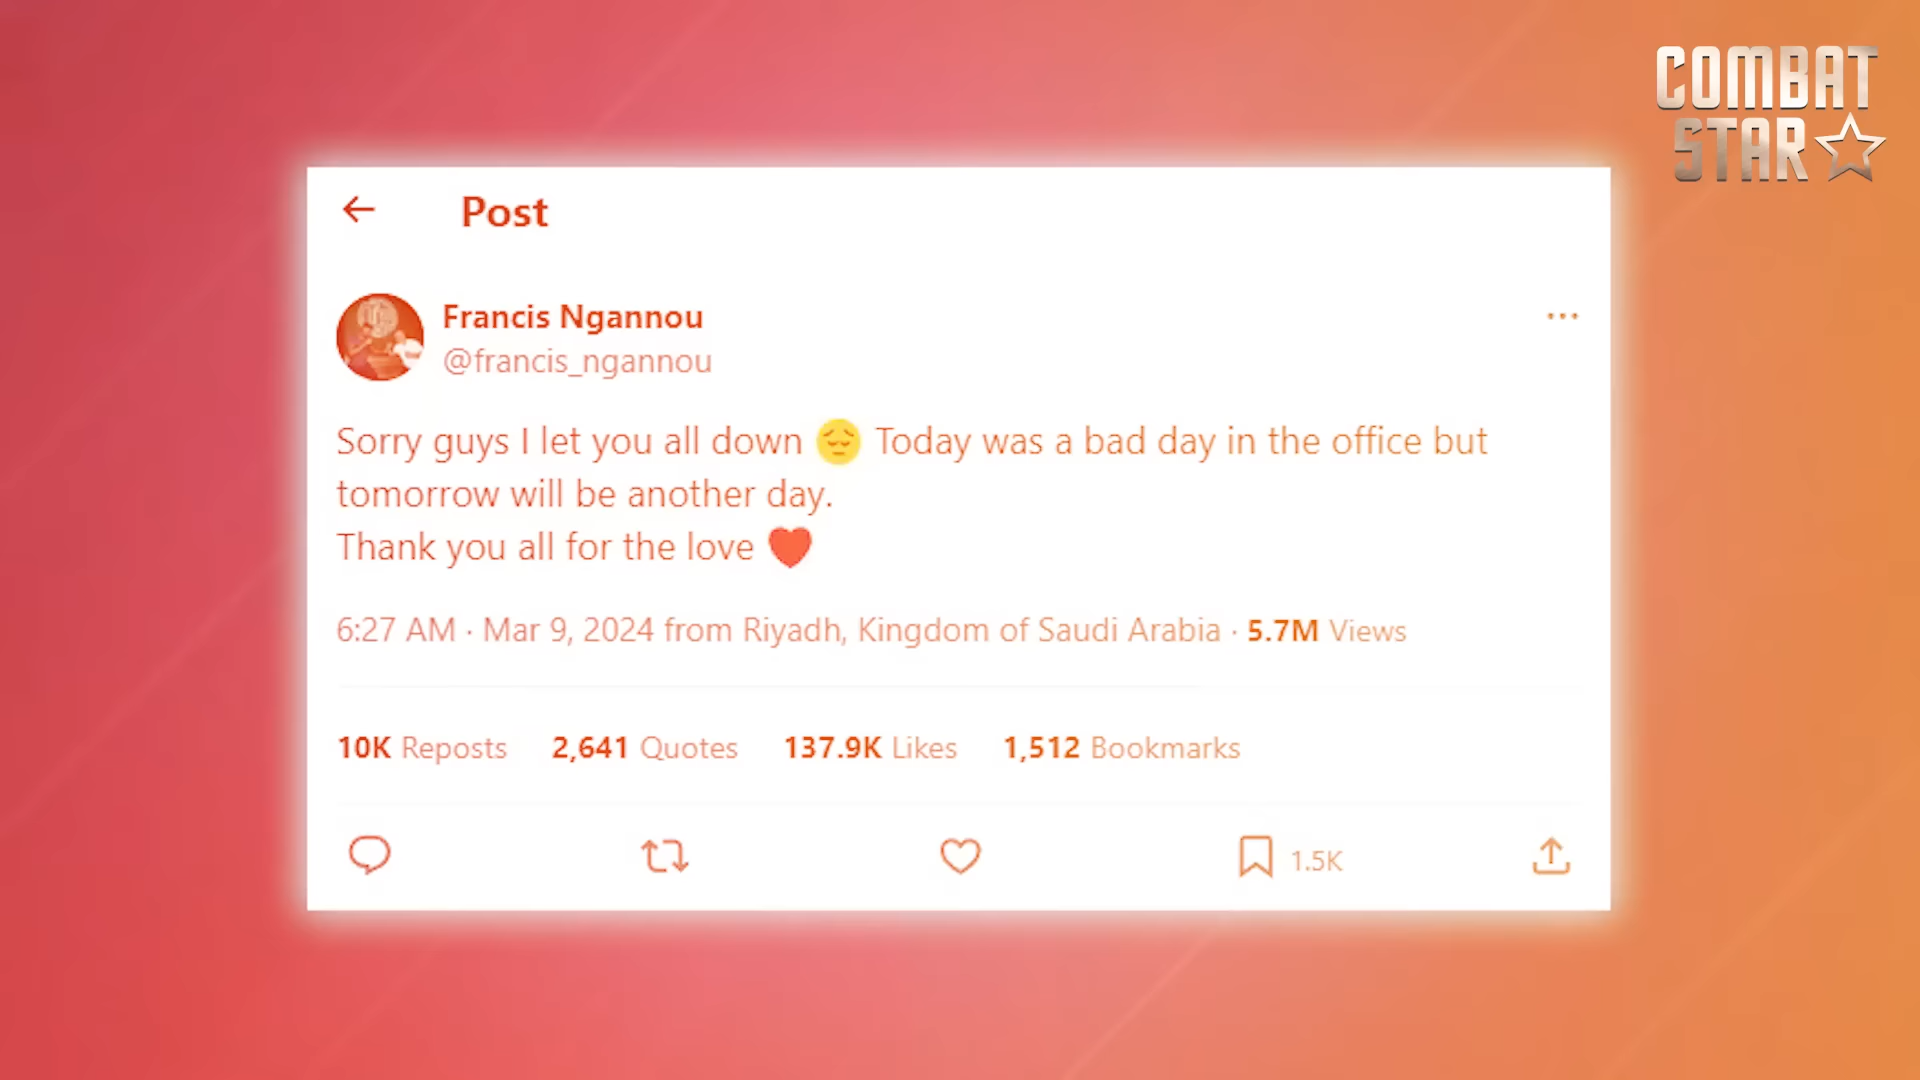 COMBAT
STAR
Post
Francis Ngannou
@francis_ngannou
Sorry guys I let you all down 😔 Today was a bad day in the office but
tomorrow will be another day.
Thank you all for the love ❤️
6:27 AM · Mar 9, 2024 from Riyadh, Kingdom of Saudi Arabia · 5.7M Views
10K Reposts 2,641 Quotes 137.9K Likes 1,512 Bookmarks
1.5K